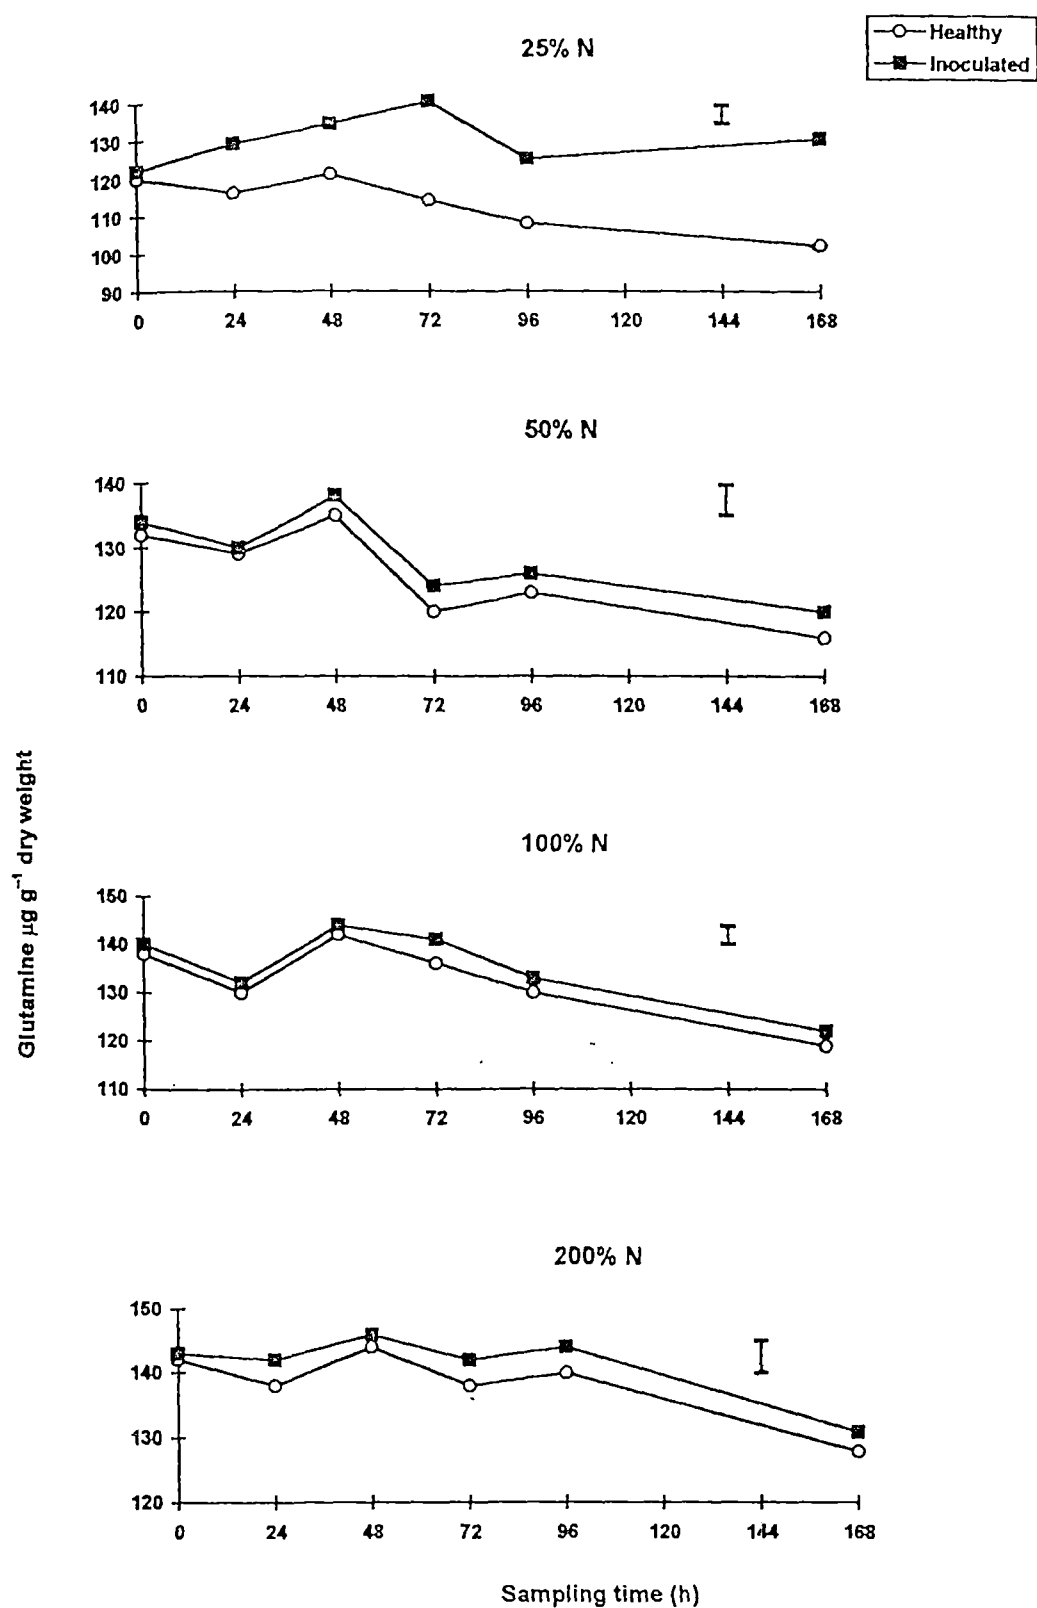 25% N
Healthy
Inoculated
140
130
120
110
100
90
0 24 48 72 96 120 144 168
50% N
140
130
120
110
0 24 48 72 96 120 144 168
Glutamine µg g⁻¹ dry weight
100% N
150
140
130
120
110
0 24 48 72 96 120 144 168
200% N
150
140
130
120
0 24 48 72 96 120 144 168
Sampling time (h)